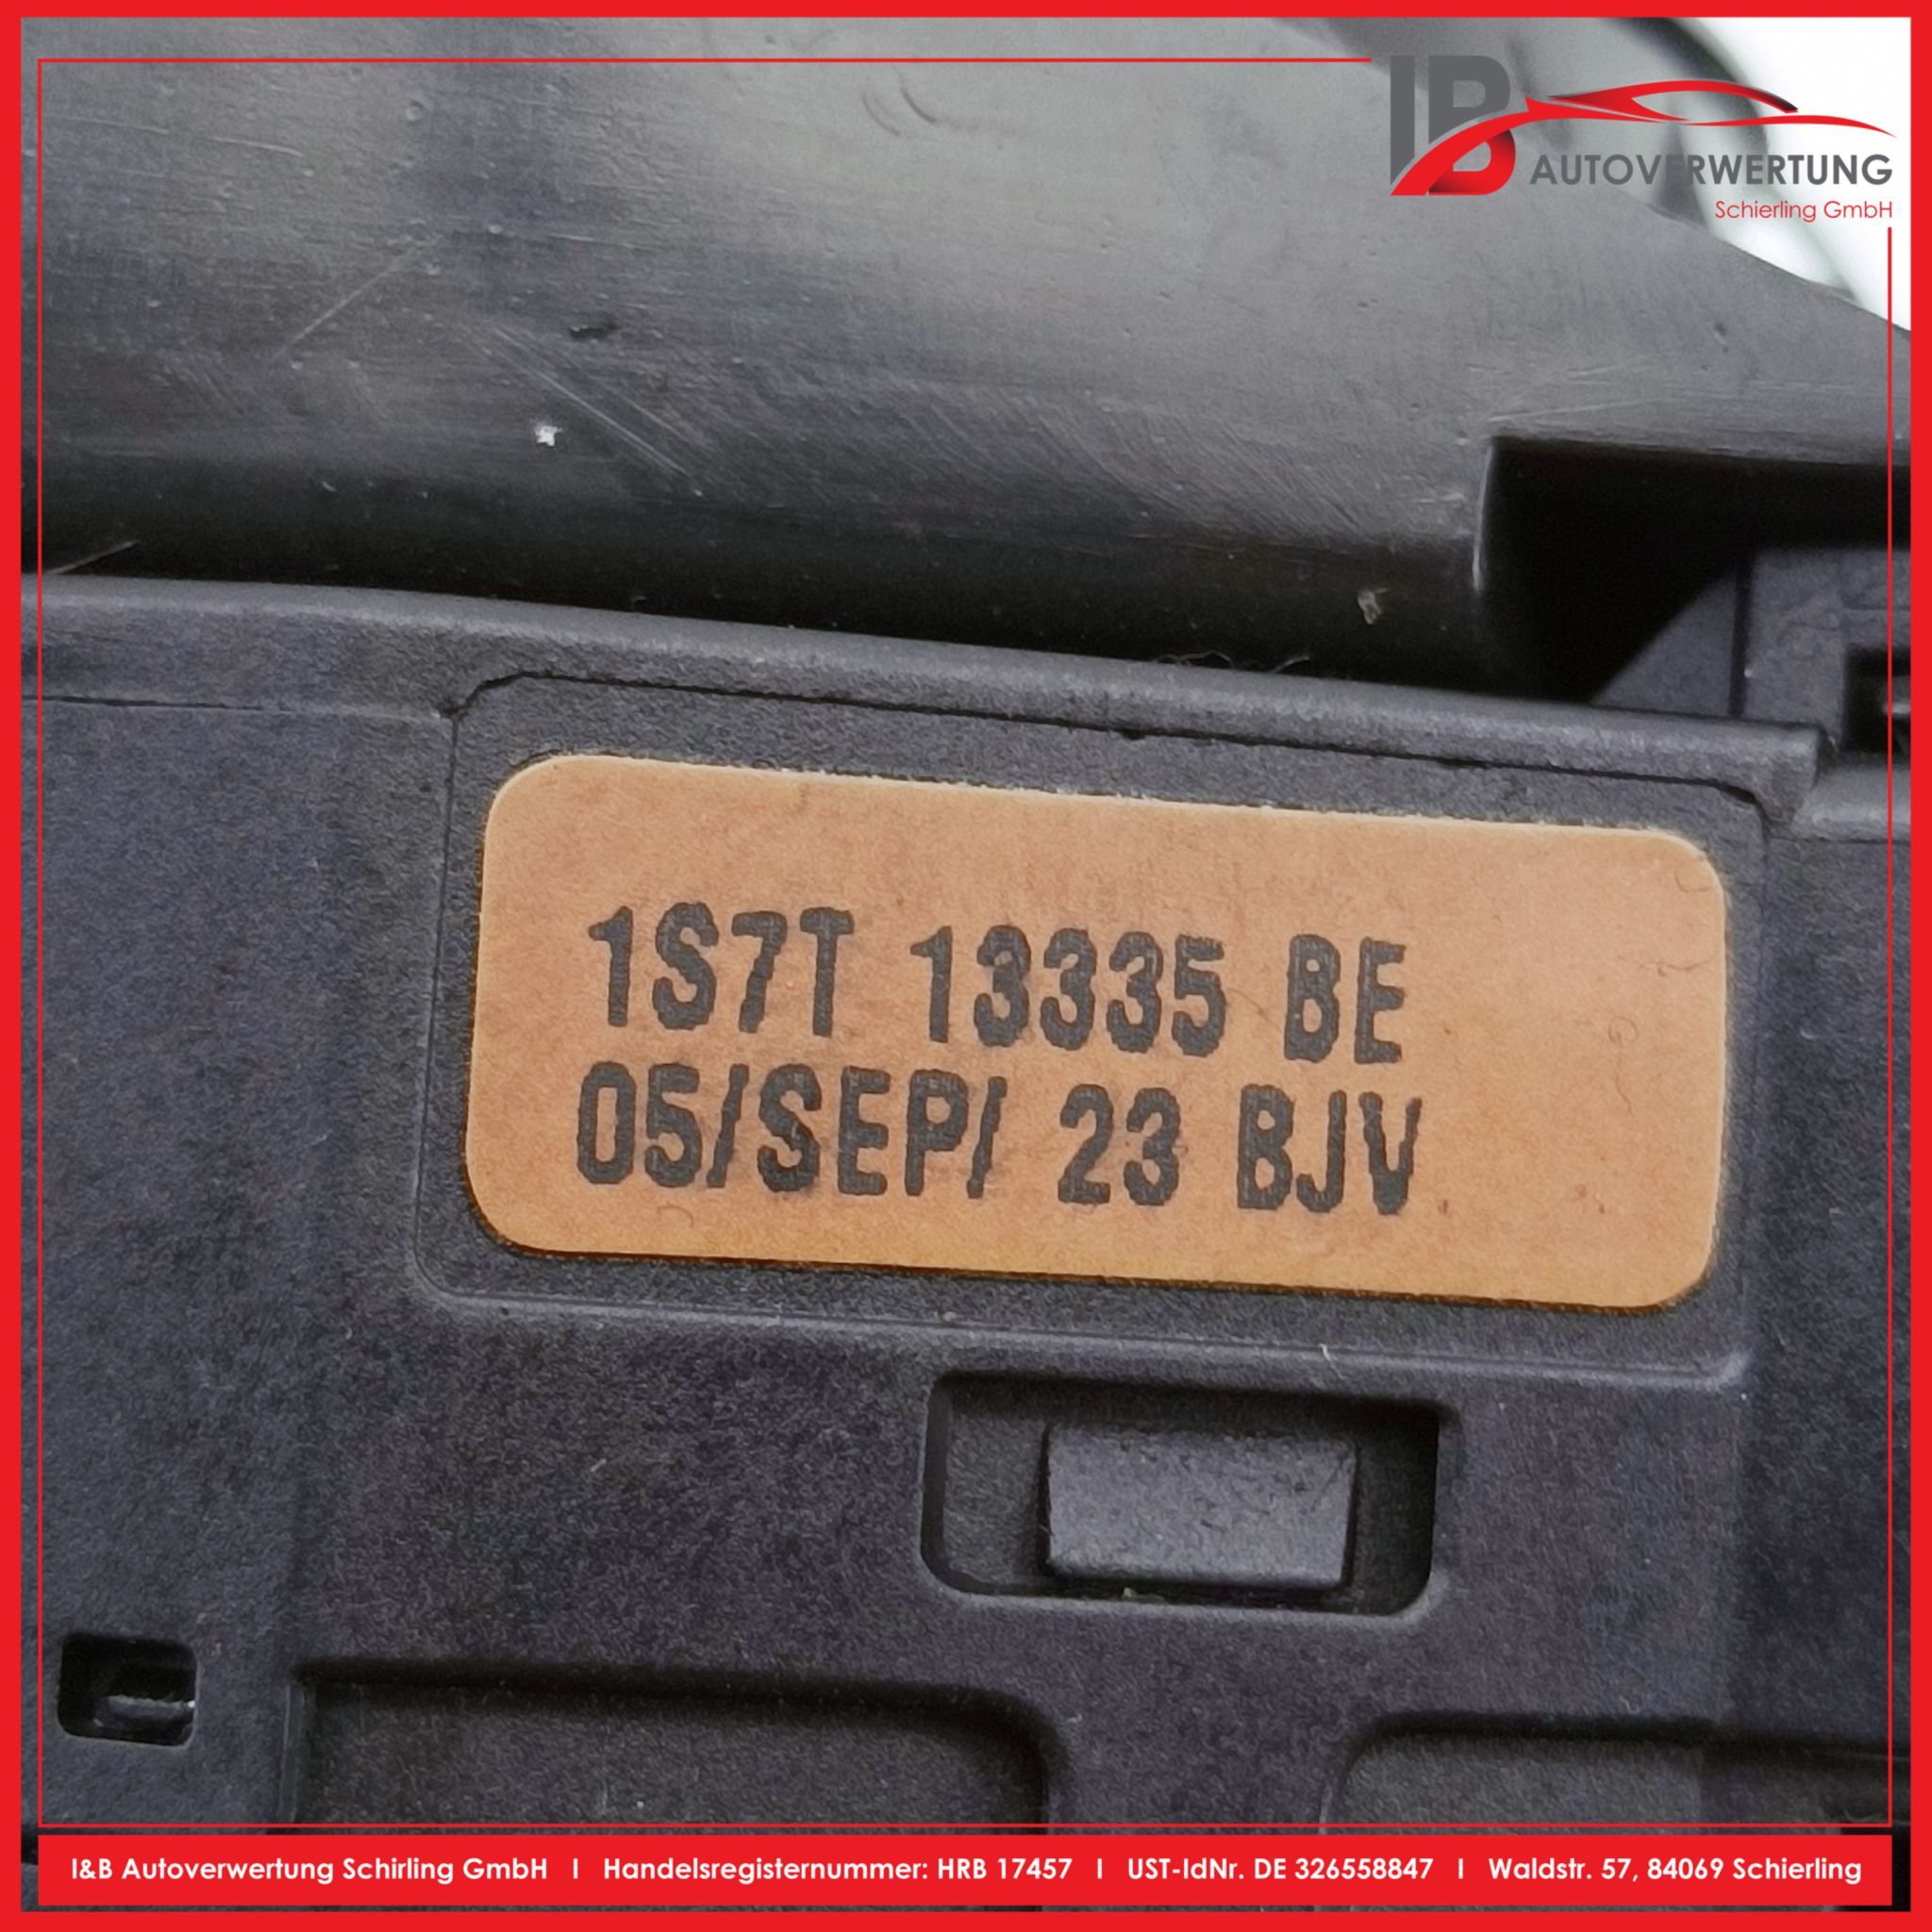 IB
AUTOVERWERTUNG
Schierling GmbH
1S7T 13335 BE
05/SEP/ 23 BJV
I&B Autoverwertung Schirling GmbH I Handelsregisternummer: HRB 17457 I UST-IdNr. DE 326558847 I Waldstr. 57, 84069 Schierling